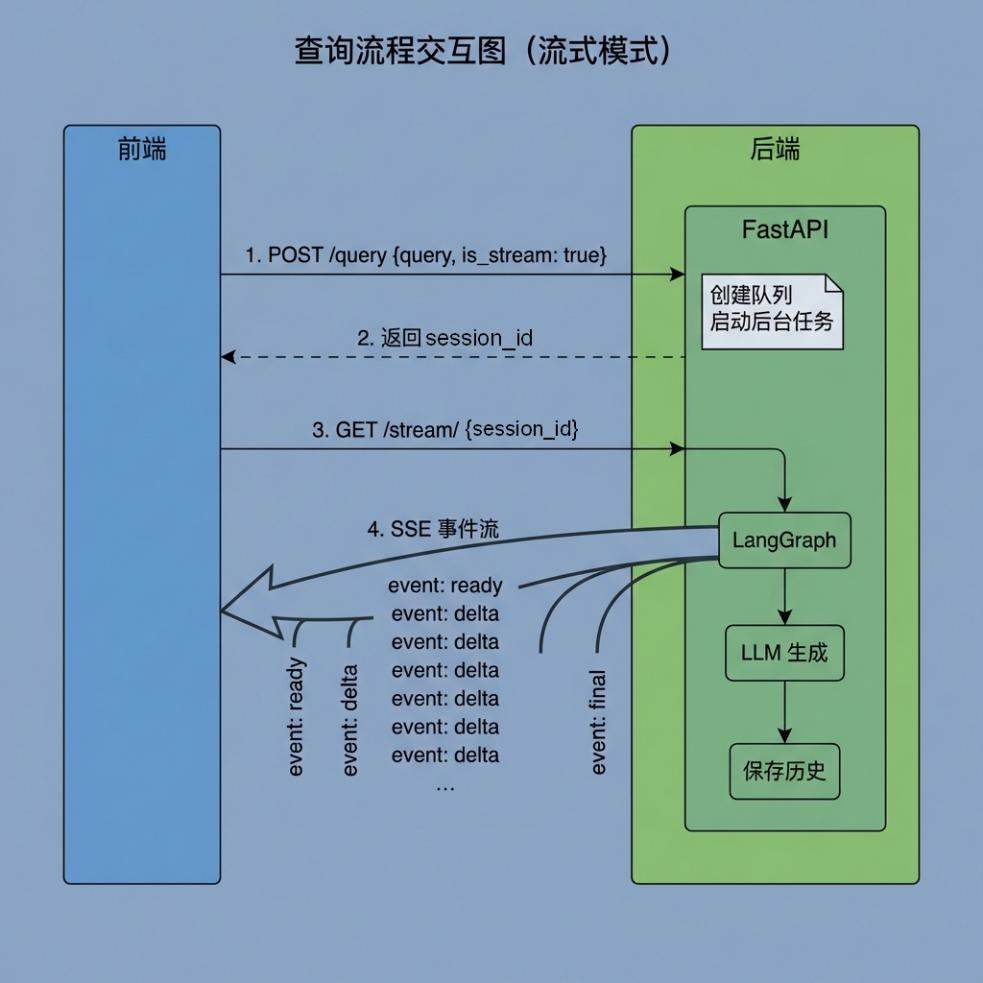 查询流程交互图（流式模式）
前端
后端
FastAPI
1. POST /query {query, is_stream: true}
创建队列
启动后台任务
2. 返回 session_id
3. GET /stream/ {session_id}
4. SSE 事件流
LangGraph
event: ready
event: delta
event: delta
event: delta
event: delta
event: delta
event: delta
...
event: ready
event: delta
event: final
LLM 生成
保存历史